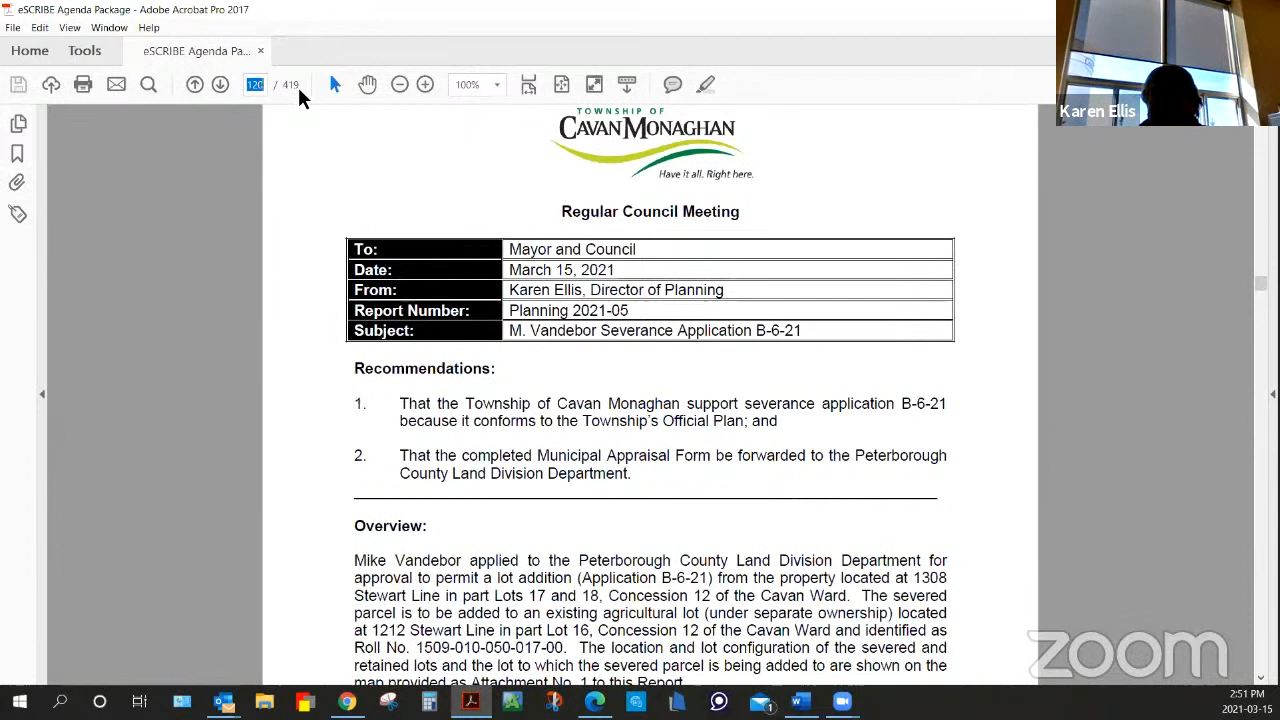 eSCRIBE Agenda Package - Adobe Acrobat Pro 2017
File Edit View Window Help
Home Tools eSCRIBE Agenda Pa... ×
120 / 419 100%
Karen Ellis
TOWNSHIP OF
CAVAN MONAGHAN
Have it all. Right here.
Regular Council Meeting
To: Mayor and Council
Date: March 15, 2021
From: Karen Ellis, Director of Planning
Report Number: Planning 2021-05
Subject: M. Vandebor Severance Application B-6-21
Recommendations:
1. That the Township of Cavan Monaghan support severance application B-6-21
because it conforms to the Township's Official Plan; and
2. That the completed Municipal Appraisal Form be forwarded to the Peterborough
County Land Division Department.
Overview:
Mike Vandebor applied to the Peterborough County Land Division Department for
approval to permit a lot addition (Application B-6-21) from the property located at 1308
Stewart Line in part Lots 17 and 18, Concession 12 of the Cavan Ward. The severed
parcel is to be added to an existing agricultural lot (under separate ownership) located
at 1212 Stewart Line in part Lot 16, Concession 12 of the Cavan Ward and identified as
Roll No. 1509-010-050-017-00. The location and lot configuration of the severed and
retained lots and the lot to which the severed parcel is being added to are shown on the
map provided as Attachment No. 1 to this Report.
zoom
2:51 PM
2021-03-15